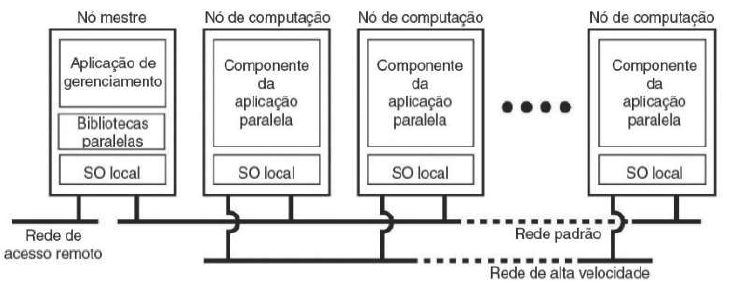 Nó mestre
Nó de computação
Nó de computação
Nó de computação
Aplicação de
gerenciamento
Bibliotecas
paralelas
SO local
Componente
da
aplicação
paralela
SO local
Componente
da
aplicação
paralela
SO local
Componente
da
aplicação
paralela
SO local
Rede de
acesso remoto
Rede padrão
Rede de alta velocidade